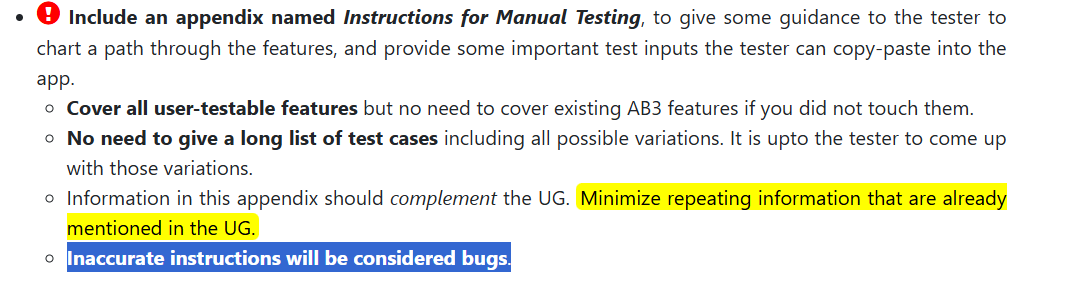 Include an appendix named Instructions for Manual Testing, to give some guidance to the tester to
chart a path through the features, and provide some important test inputs the tester can copy-paste into the
app.
Cover all user-testable features but no need to cover existing AB3 features if you did not touch them.
No need to give a long list of test cases including all possible variations. It is upto the tester to come up
with those variations.
Information in this appendix should complement the UG. Minimize repeating information that are already
mentioned in the UG.
Inaccurate instructions will be considered bugs.